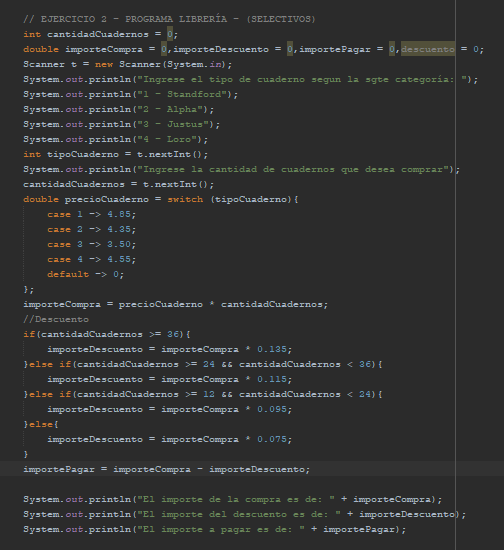 // EJERCICIO 2 - PROGRAMA LIBRERÍA - (SELECTIVOS)
int cantidadCuadernos = 0;
double importeCompra = 0,importeDescuento = 0,importePagar = 0,descuento = 0;
Scanner t = new Scanner(System.in);
System.out.println("Ingrese el tipo de cuaderno segun la sgte categoría: ");
System.out.println("1 - Standford");
System.out.println("2 - Alpha");
System.out.println("3 - Justus");
System.out.println("4 - Loro");
int tipoCuaderno = t.nextInt();
System.out.println("Ingrese la cantidad de cuadernos que desea comprar");
cantidadCuadernos = t.nextInt();
double precioCuaderno = switch (tipoCuaderno){
case 1 -> 4.85;
case 2 -> 4.35;
case 3 -> 3.50;
case 4 -> 4.55;
default -> 0;
};
importeCompra = precioCuaderno * cantidadCuadernos;
//Descuento
if(cantidadCuadernos >= 36){
importeDescuento = importeCompra * 0.135;
}else if(cantidadCuadernos >= 24 && cantidadCuadernos < 36){
importeDescuento = importeCompra * 0.115;
}else if(cantidadCuadernos >= 12 && cantidadCuadernos < 24){
importeDescuento = importeCompra * 0.095;
}else{
importeDescuento = importeCompra * 0.075;
}
importePagar = importeCompra - importeDescuento;
System.out.println("El importe de la compra es de: " + importeCompra);
System.out.println("El importe del descuento es de: " + importeDescuento);
System.out.println("El importe a pagar es de: " + importePagar);